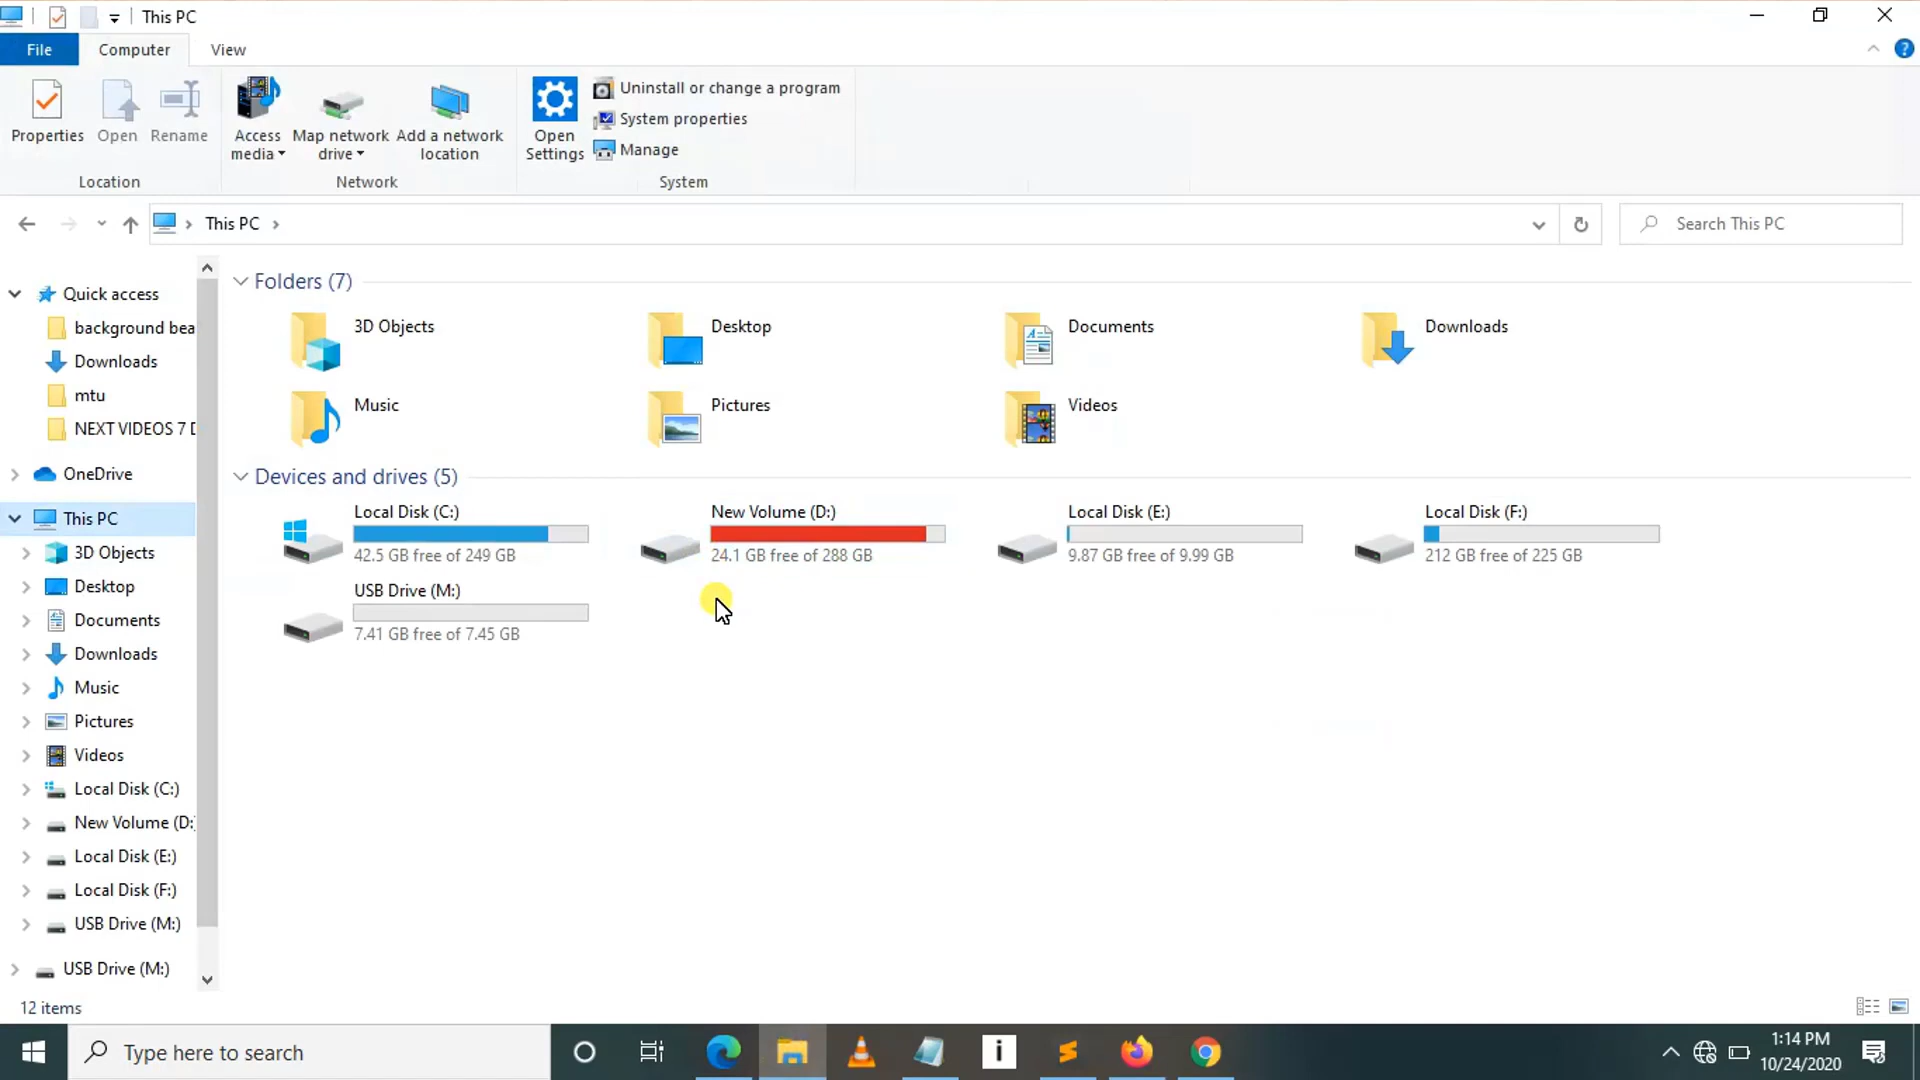 This PC
File Computer View
Properties Open Rename Access media Map network drive Add a network location Open Settings Uninstall or change a program
System properties
Manage
Location Network System
This PC Search This PC
Quick access
background bea
Downloads
mtu
NEXT VIDEOS 7 D
OneDrive
This PC
3D Objects
Desktop
Documents
Downloads
Music
Pictures
Videos
Local Disk (C:)
New Volume (D:)
Local Disk (E:)
Local Disk (F:)
USB Drive (M:)
USB Drive (M:)
Folders (7)
3D Objects Desktop Documents Downloads
Music Pictures Videos
Devices and drives (5)
Local Disk (C:) New Volume (D:) Local Disk (E:) Local Disk (F:)
42.5 GB free of 249 GB 24.1 GB free of 288 GB 9.87 GB free of 9.99 GB 212 GB free of 225 GB
USB Drive (M:)
7.41 GB free of 7.45 GB
12 items
Type here to search 1:14 PM
10/24/2020